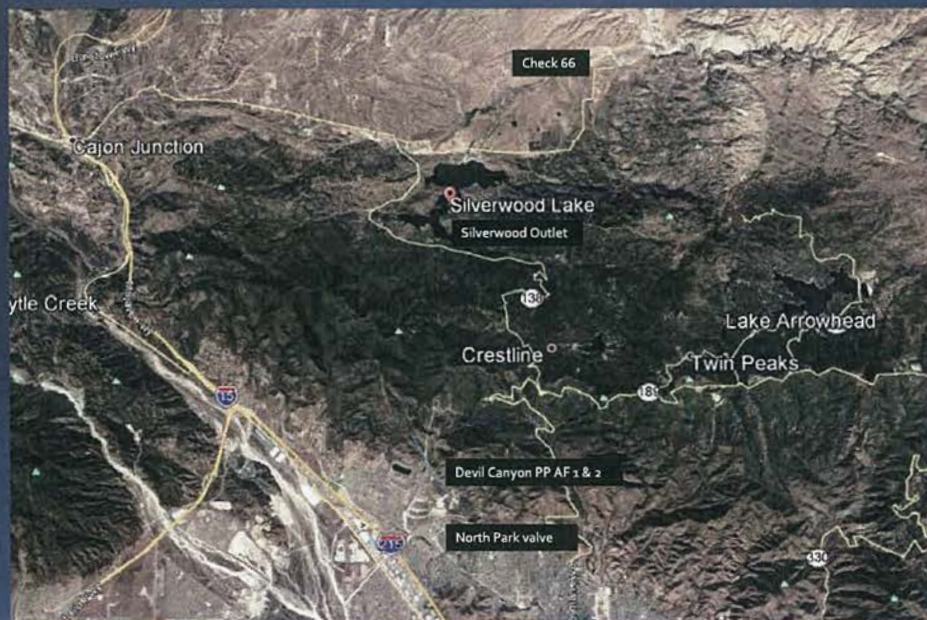 Check 66
Cajon Junction
Silverwood Lake
Silverwood Outlet
138
ytle Creek
Lake Arrowhead
Crestline
Twin Peaks
189
15
Devil Canyon PP AF 1 & 2
North Park valve
215
330